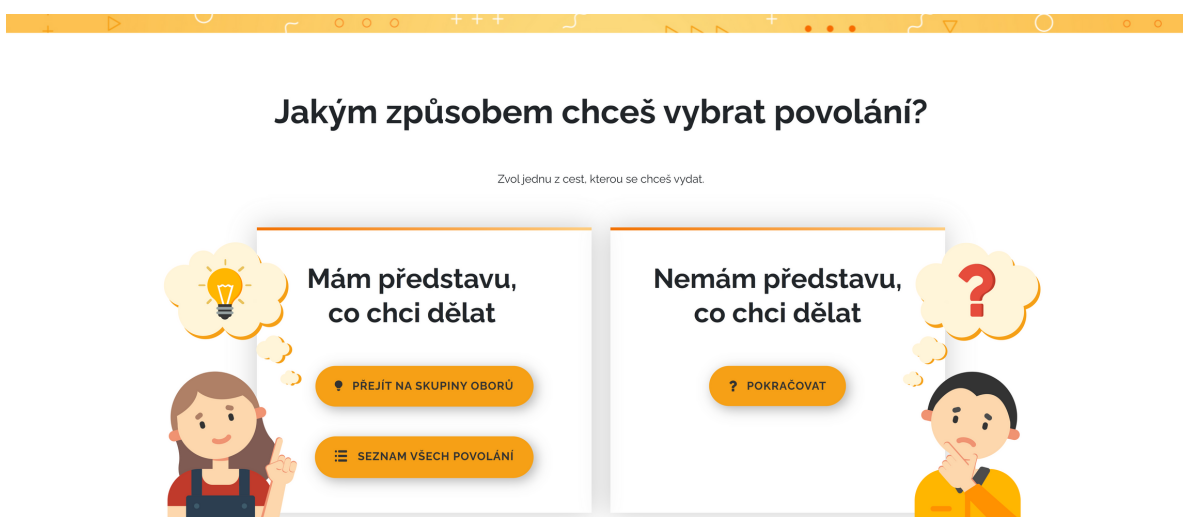 Jakým způsobem chceš vybrat povolání?
Zvol jednu z cest, kterou se chceš vydat.
Mám představu,
co chci dělat
PŘEJÍT NA SKUPINY OBORŮ
SEZNAM VŠECH POVOLÁNÍ
Nemám představu,
co chci dělat
? POKRAČOVAT
?